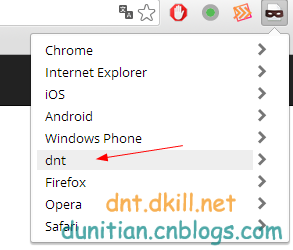 Chrome
Internet Explorer
iOS
Android
Windows Phone
dnt
Firefox
Opera
Safari
dnt.dkill.net
dunitian.cnblogs.com